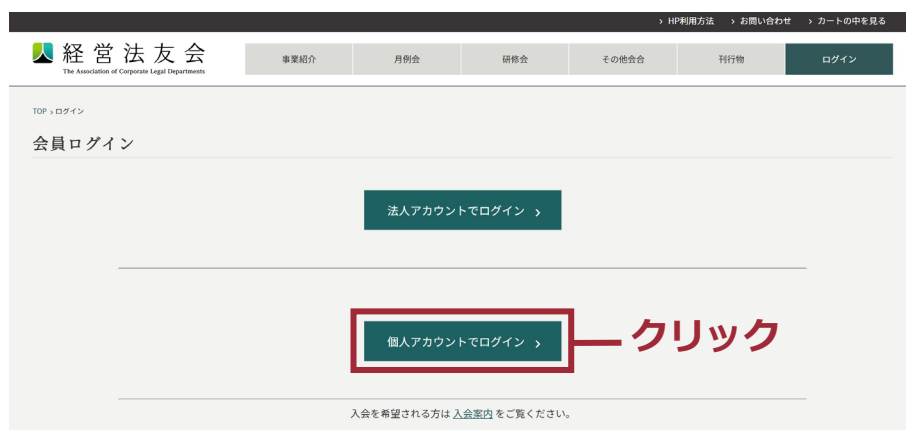 › HP利用方法 › お問い合わせ › カートの中を見る
経営法友会
The Association of Corporate Legal Departments
事業紹介 月例会 研修会 その他会合 刊行物 ログイン
TOP › ログイン
会員ログイン
法人アカウントでログイン ›
個人アカウントでログイン ›
クリック
入会を希望される方は 入会案内 をご覧ください。